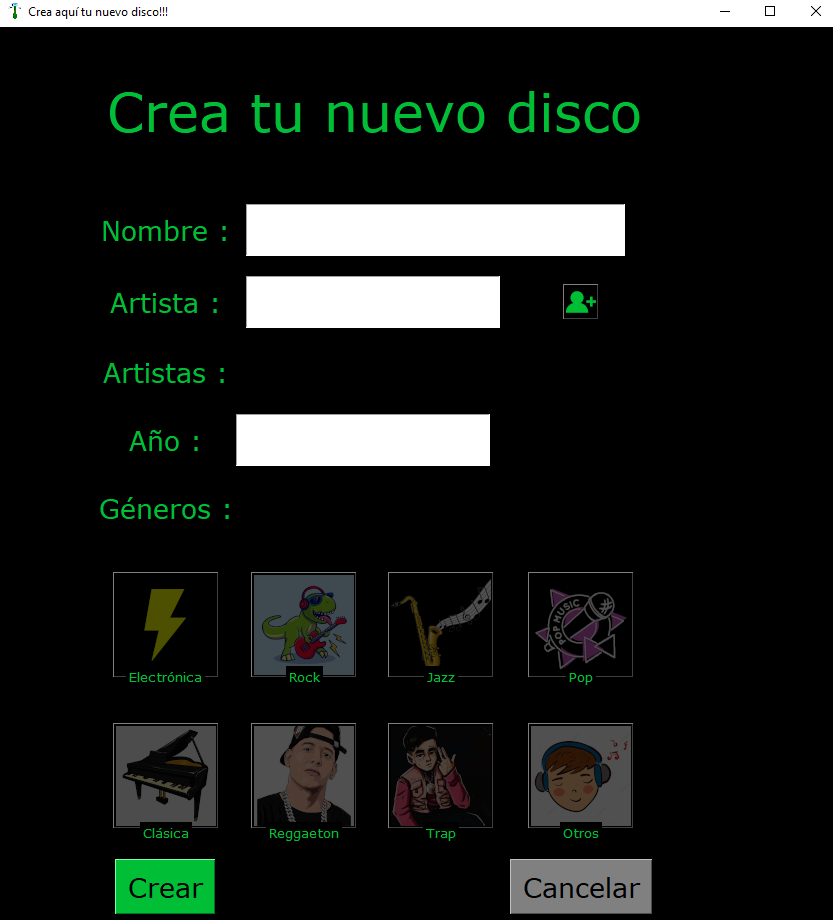 Crea aquí tu nuevo disco!!!
Crea tu nuevo disco
Nombre :
Artista :
Artistas :
Año :
Géneros :
POP MUSIC
Electrónica Rock Jazz Pop
Clásica Reggaeton Trap Otros
Crear Cancelar